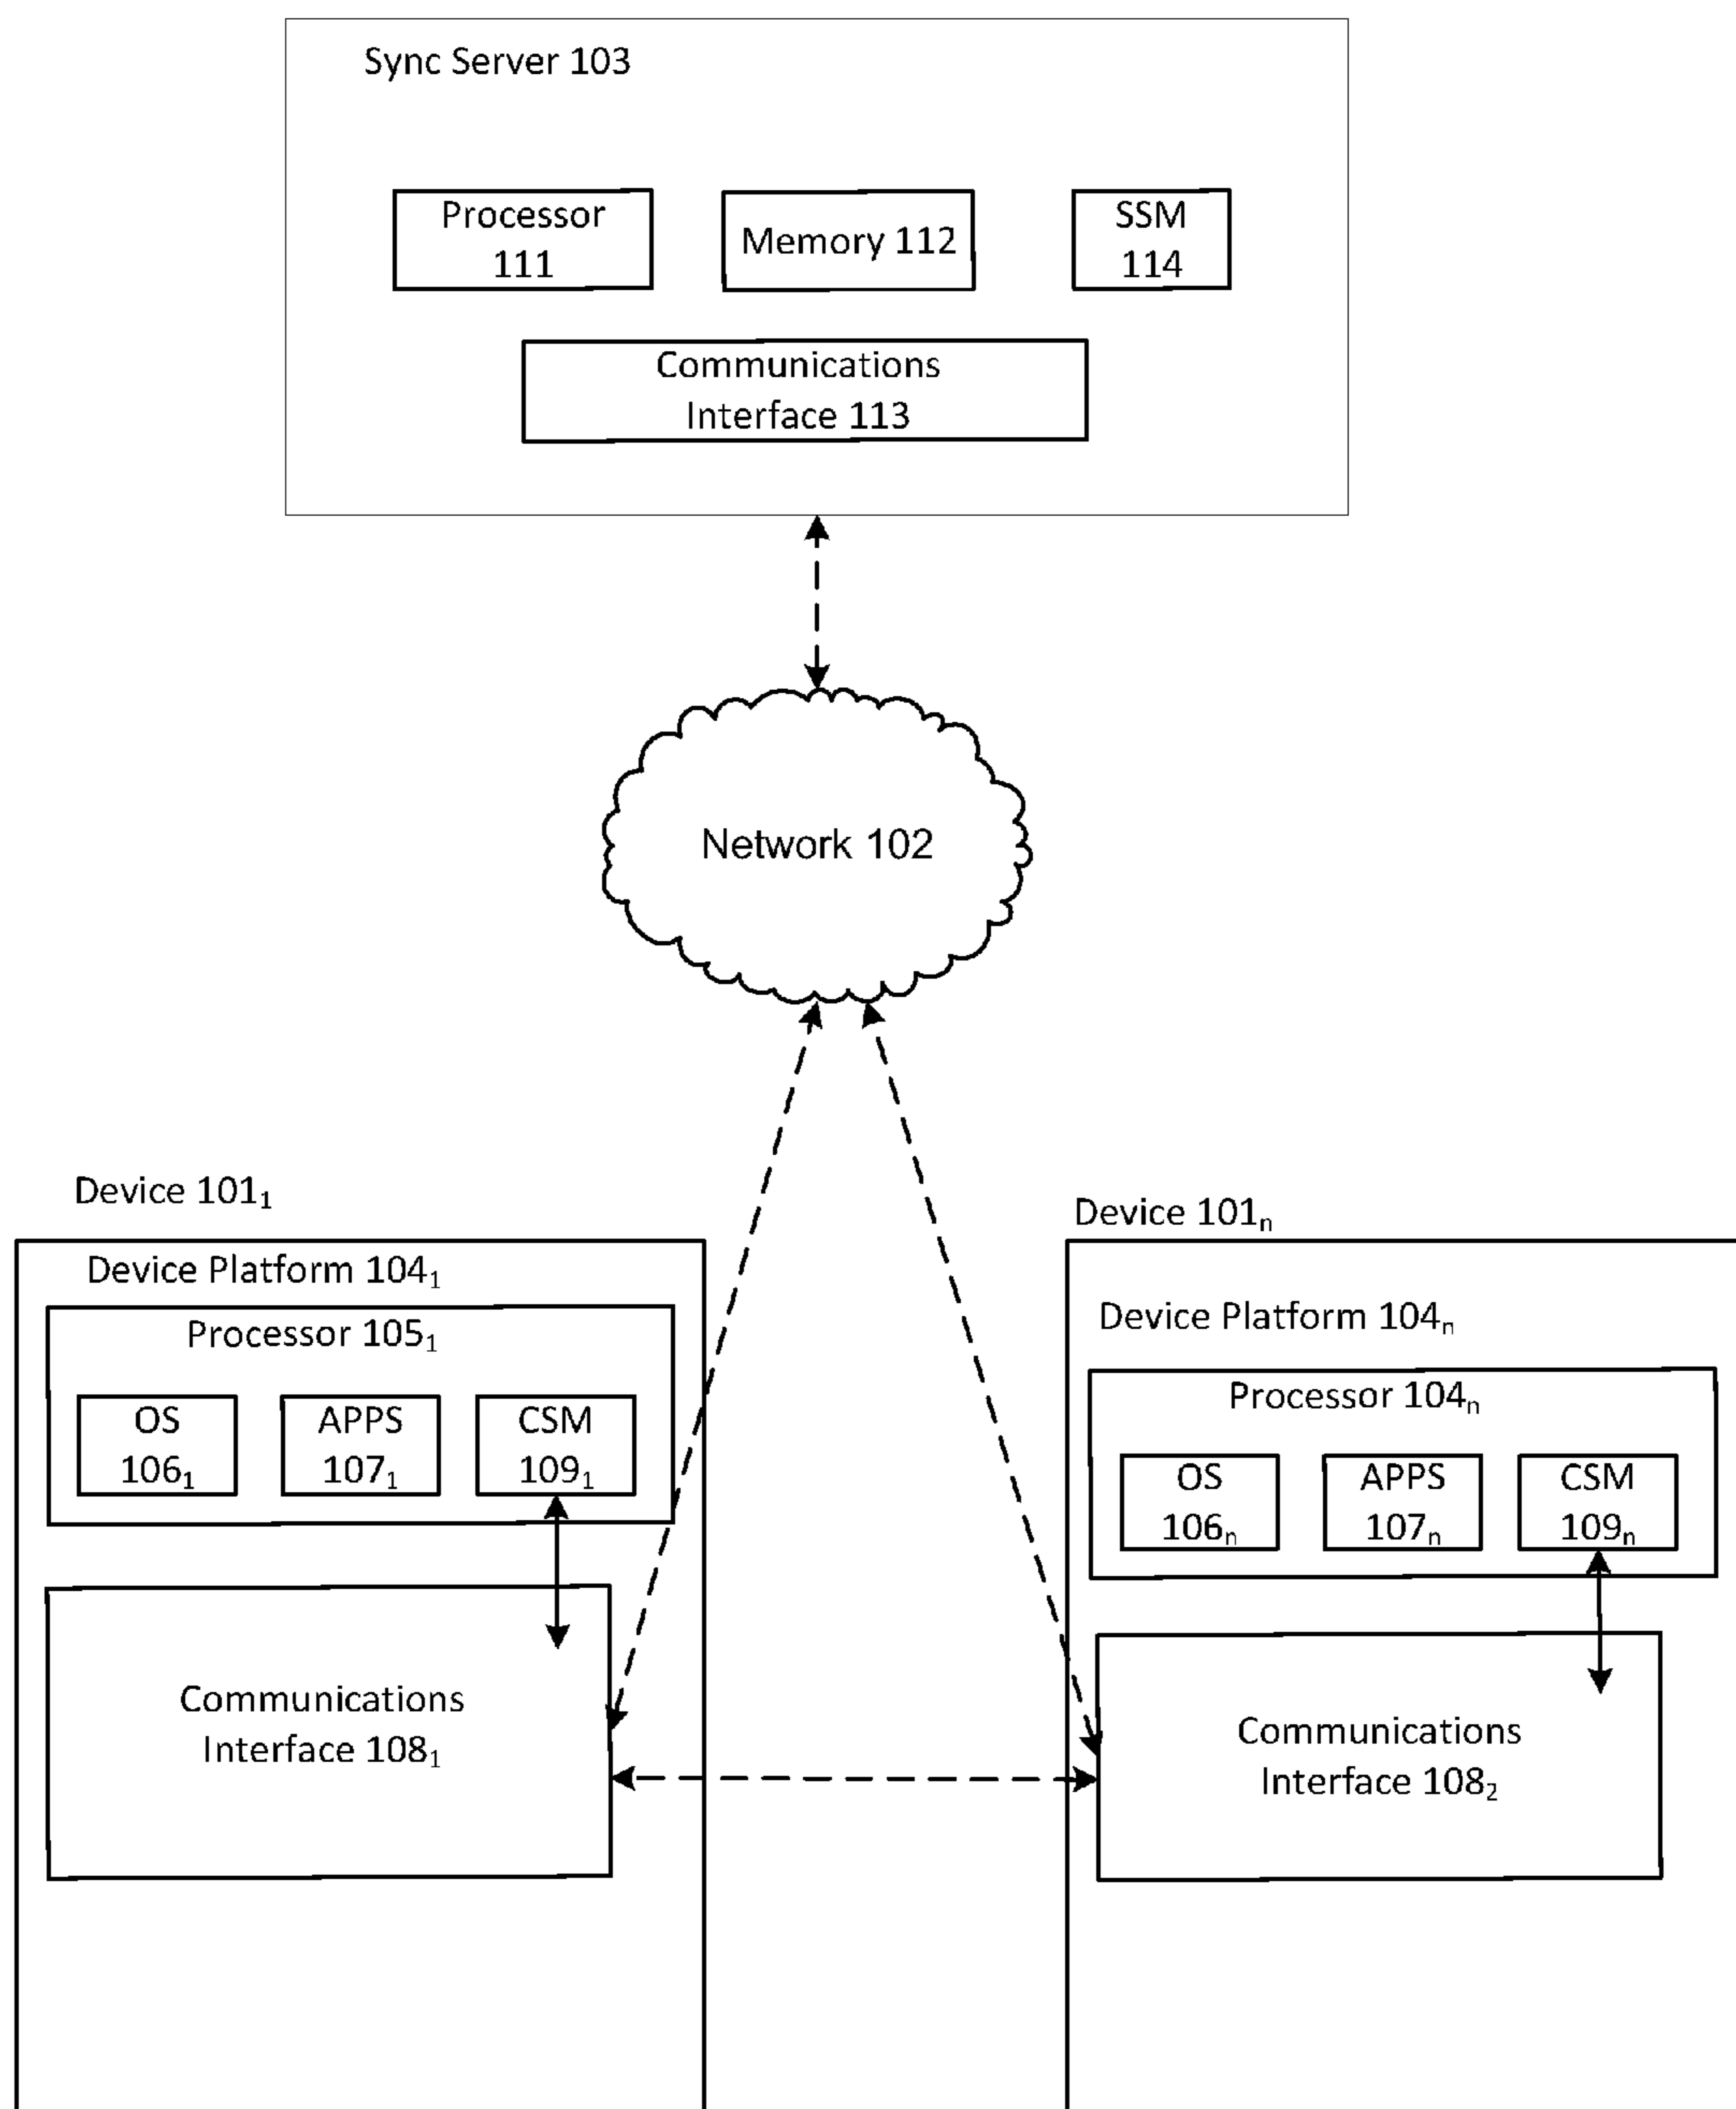 Sync Server 103
Processor
111
Memory 112
SSM
114
Communications
Interface 113
Network 102
Device 101₁
Device Platform 104₁
Processor 105₁
OS
106₁
APPS
107₁
CSM
109₁
Communications
Interface 108₁
Device 101ₙ
Device Platform 104ₙ
Processor 104ₙ
OS
106ₙ
APPS
107ₙ
CSM
109ₙ
Communications
Interface 108₂